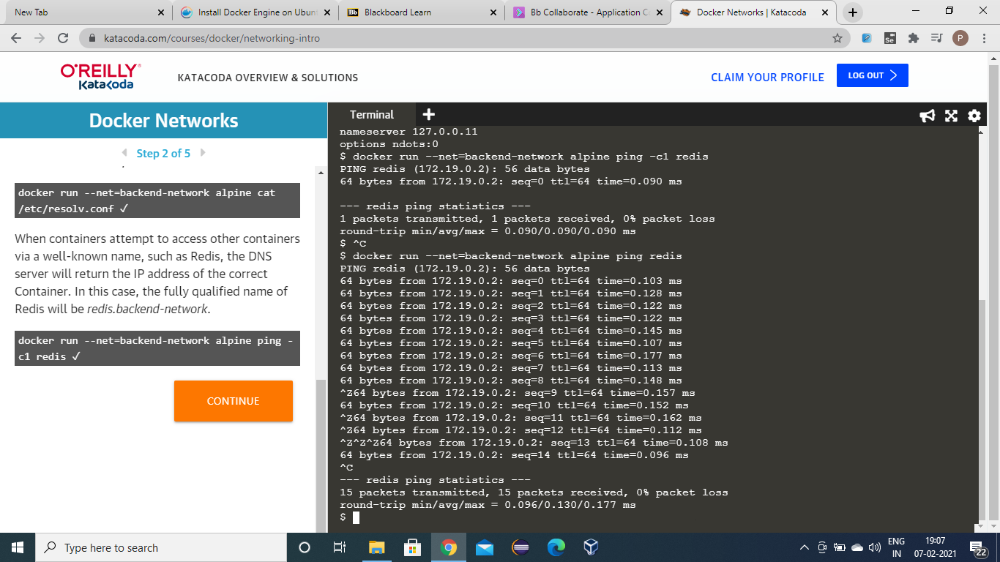 New Tab
Install Docker Engine on Ubun
Blackboard Learn
Bb Collaborate - Application C
Docker Networks | Katacoda
katacoda.com/courses/docker/networking-intro
O'REILLY
Katacoda
KATACODA OVERVIEW & SOLUTIONS
CLAIM YOUR PROFILE
LOG OUT
Docker Networks
Step 2 of 5
docker run --net=backend-network alpine cat
/etc/resolv.conf ✓
When containers attempt to access other containers
via a well-known name, such as Redis, the DNS
server will return the IP address of the correct
Container. In this case, the fully qualified name of
Redis will be redis.backend-network.
docker run --net=backend-network alpine ping -
c1 redis ✓
CONTINUE
Terminal
nameserver 127.0.0.11
options ndots:0
$ docker run --net=backend-network alpine ping -c1 redis
PING redis (172.19.0.2): 56 data bytes
64 bytes from 172.19.0.2: seq=0 ttl=64 time=0.090 ms
--- redis ping statistics ---
1 packets transmitted, 1 packets received, 0% packet loss
round-trip min/avg/max = 0.090/0.090/0.090 ms
$ ^C
$ docker run --net=backend-network alpine ping redis
PING redis (172.19.0.2): 56 data bytes
64 bytes from 172.19.0.2: seq=0 ttl=64 time=0.103 ms
64 bytes from 172.19.0.2: seq=1 ttl=64 time=0.128 ms
64 bytes from 172.19.0.2: seq=2 ttl=64 time=0.122 ms
64 bytes from 172.19.0.2: seq=3 ttl=64 time=0.122 ms
64 bytes from 172.19.0.2: seq=4 ttl=64 time=0.145 ms
64 bytes from 172.19.0.2: seq=5 ttl=64 time=0.107 ms
64 bytes from 172.19.0.2: seq=6 ttl=64 time=0.177 ms
64 bytes from 172.19.0.2: seq=7 ttl=64 time=0.113 ms
64 bytes from 172.19.0.2: seq=8 ttl=64 time=0.148 ms
^Z64 bytes from 172.19.0.2: seq=9 ttl=64 time=0.157 ms
64 bytes from 172.19.0.2: seq=10 ttl=64 time=0.152 ms
^Z64 bytes from 172.19.0.2: seq=11 ttl=64 time=0.162 ms
^Z64 bytes from 172.19.0.2: seq=12 ttl=64 time=0.112 ms
^Z^Z^Z64 bytes from 172.19.0.2: seq=13 ttl=64 time=0.108 ms
64 bytes from 172.19.0.2: seq=14 ttl=64 time=0.096 ms
^C
--- redis ping statistics ---
15 packets transmitted, 15 packets received, 0% packet loss
round-trip min/avg/max = 0.096/0.130/0.177 ms
$
Type here to search
ENG
IN
19:07
07-02-2021
22
Bb
Se
P